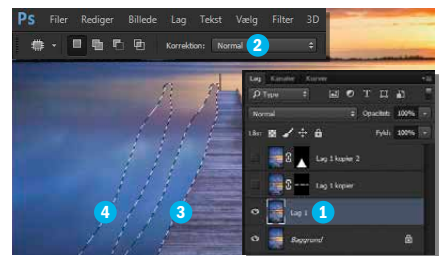 Ps Filer Rediger Billede Lag Tekst Vælg Filter 3D
Korrektion: Normal 2
Lag Kanaler Kurver
Type
Normal Opacitet: 100%
Lås: Fyld: 100%
Lag 1 kopier 2
Lag 1 kopier
4 3 Lag 1 1
Baggrund